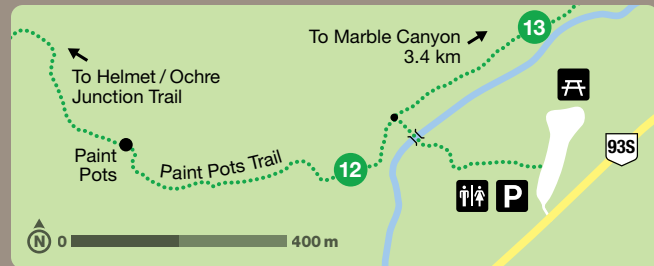 To Marble Canyon
3.4 km
13
To Helmet / Ochre
Junction Trail
Paint
Pots
Paint Pots Trail
12
P
93S
N 0 400 m